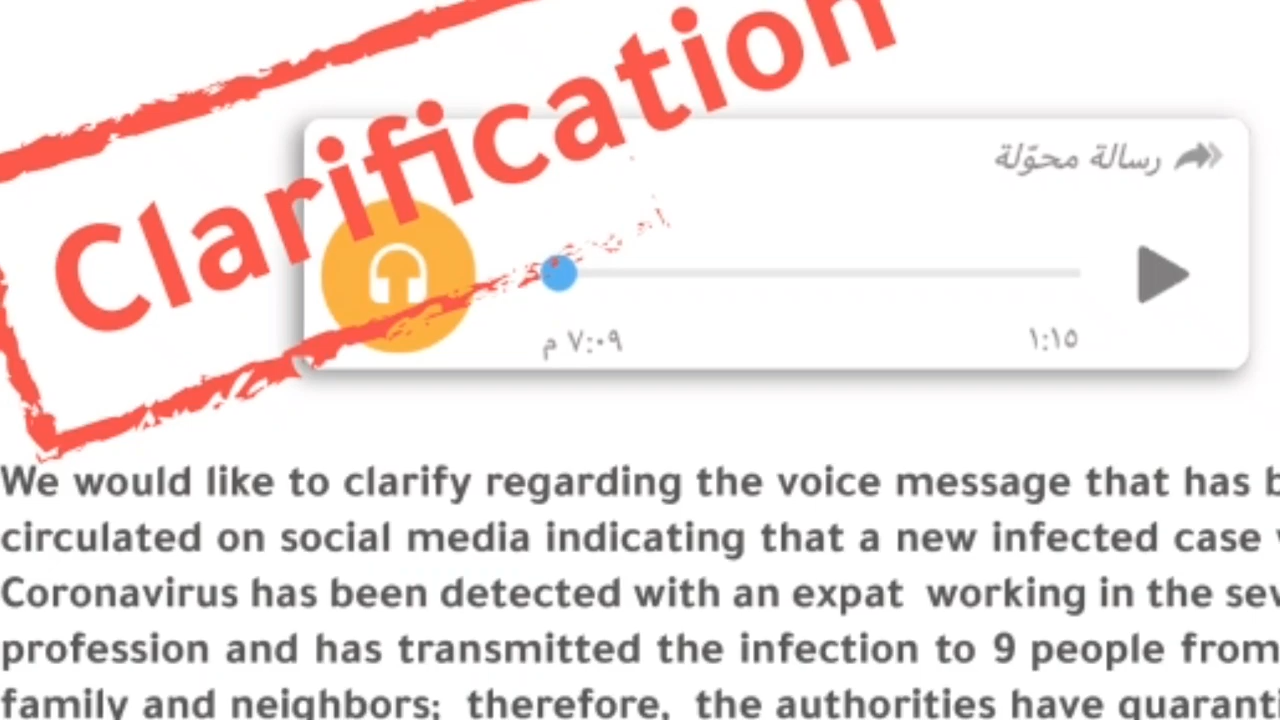 Clarification
رسالة محوّلة
٧:٠٩ م
١:١٥
We would like to clarify regarding the voice message that has
circulated on social media indicating that a new infected case
Coronavirus has been detected with an expat working in the
profession and has transmitted the infection to 9 people from
family and neighbors; therefore, the authorities have